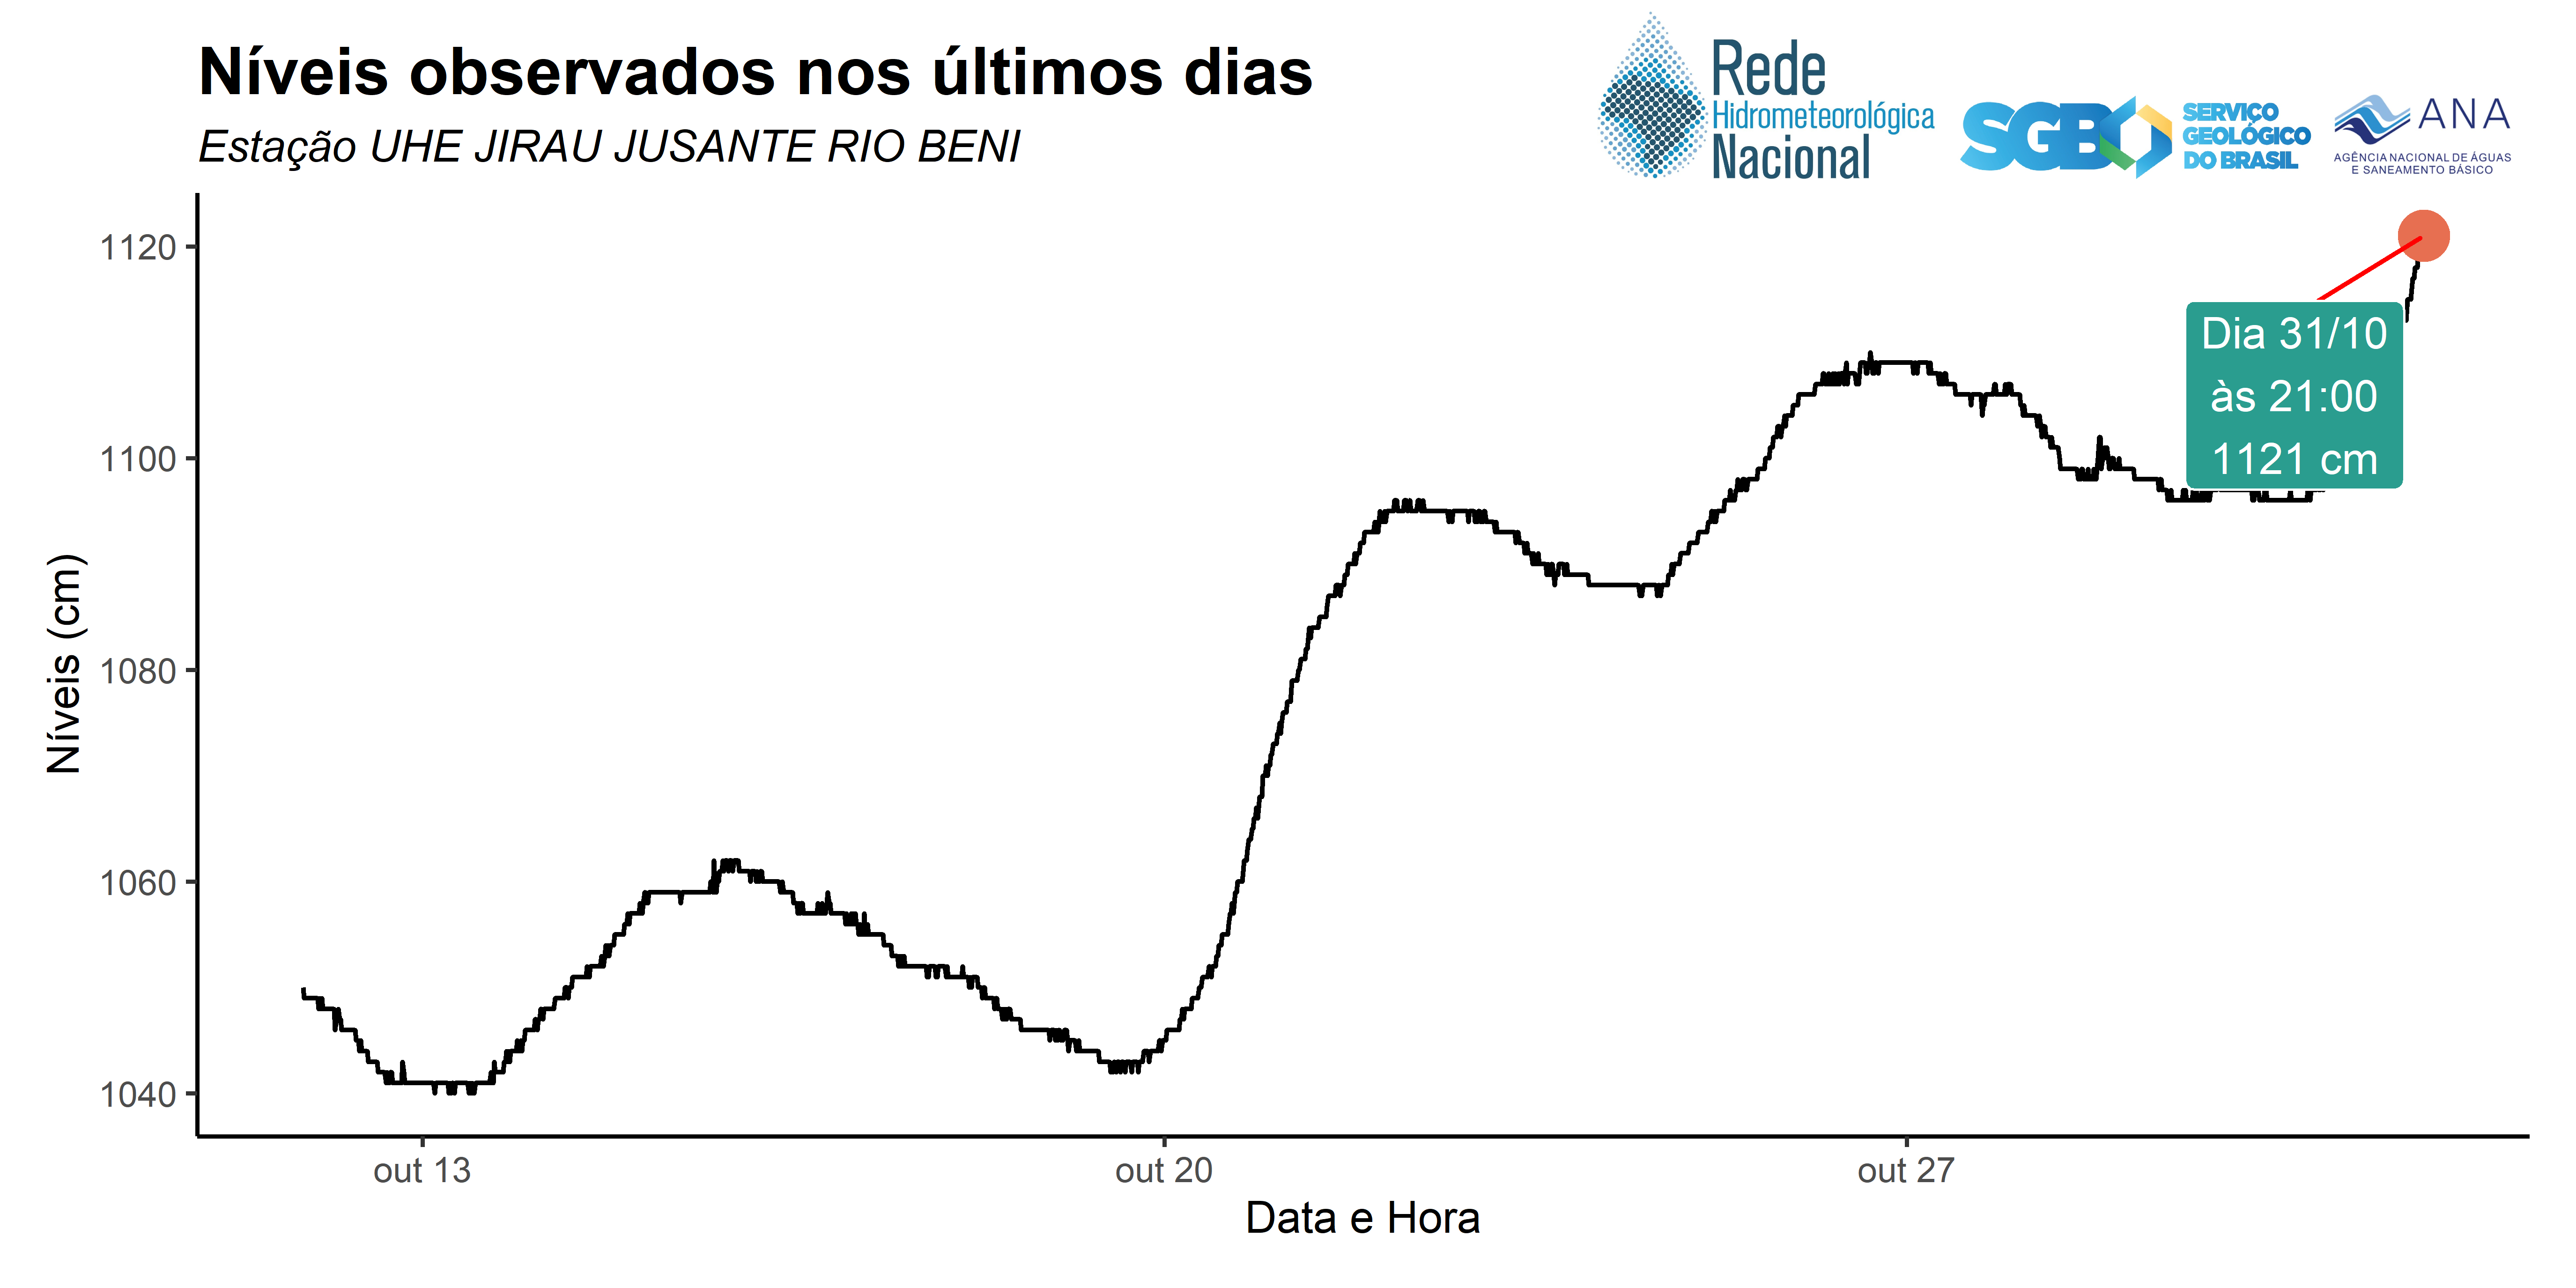 Níveis observados nos últimos dias
Estação UHE JIRAU JUSANTE RIO BENI
Rede
Hidrometeorológica
Nacional
SGB
SERVIÇO
GEOLÓGICO
DO BRASIL
ANA
AGÊNCIA NACIONAL DE ÁGUAS
E SANEAMENTO BÁSICO
Níveis (cm)
1120
1100
1080
1060
1040
Dia 31/10
às 21:00
1121 cm
out 13
out 20
out 27
Data e Hora